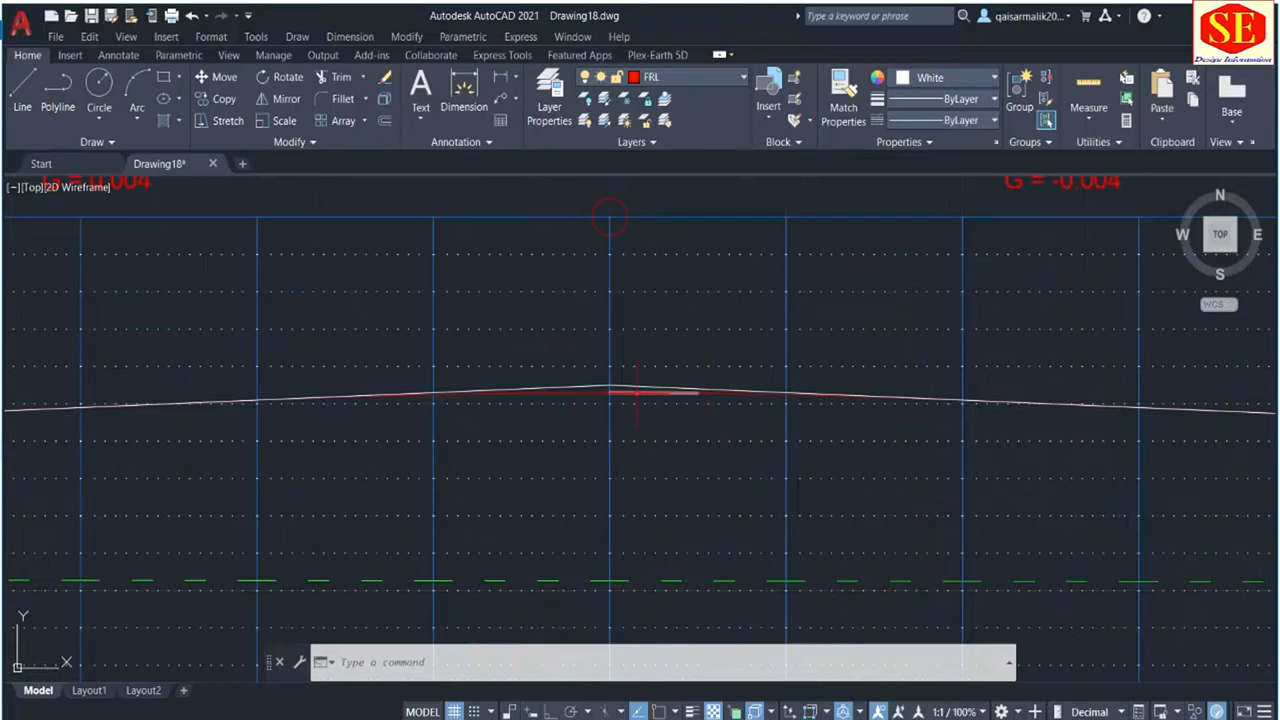 Autodesk AutoCAD 2021 Drawing18.dwg
Type a keyword or phrase
qaisarmalik20...
SE
Design Information
File Edit View Insert Format Tools Draw Dimension Modify Parametric Express Window Help
Home Insert Annotate Parametric View Manage Output Add-ins Collaborate Express Tools Featured Apps Plex-Earth 5D
Line Polyline Circle Arc
Move Rotate Trim
Copy Mirror Fillet
Stretch Scale Array
Text Dimension
Layer Properties
FRL
Insert
Match Properties
White
ByLayer
ByLayer
Group
Measure
Paste
Base
Draw Modify Annotation Layers Block Properties Groups Utilities Clipboard View
Start Drawing18*
[−][Top][2D Wireframe]
G = 0.004
G = -0.004
N
W TOP E
S
WCS
Y
X
Type a command
Model Layout1 Layout2
MODEL 1:1 / 100% Decimal